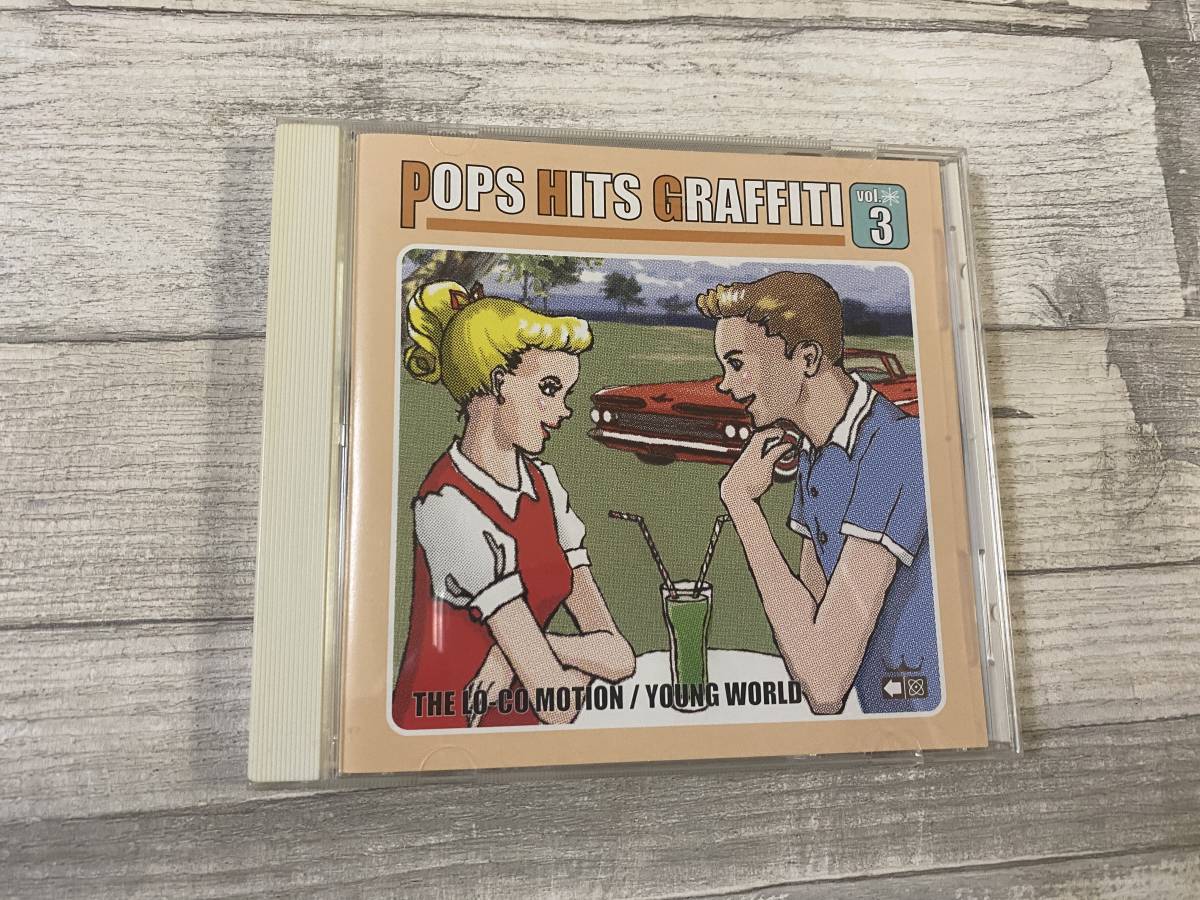 POPS HITS GRAFFITI
vol.
3
THE LO-CO MOTION / YOUNG WORLD